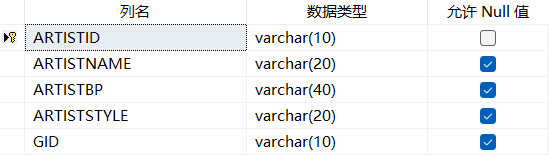 列名 数据类型 允许 Null 值
ARTISTID varchar(10)
ARTISTNAME varchar(20)
ARTISTBP varchar(40)
ARTISTSTYLE varchar(20)
GID varchar(10)